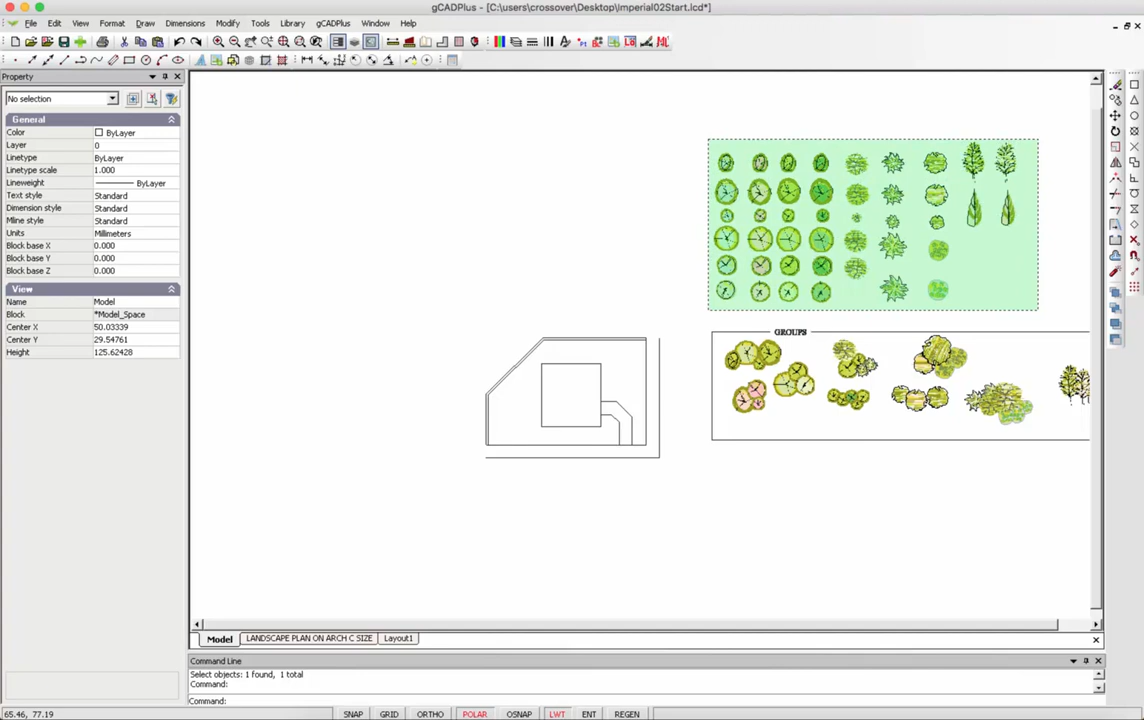 gCADPlus - [C:\users\crossover\Desktop\Imperial02Start.lcd*]
File Edit View Format Draw Dimensions Modify Tools Library gCADPlus Window Help
Property
No selection
General
Color ByLayer
Layer 0
Linetype ByLayer
Linetype scale 1.000
Lineweight ByLayer
Text style Standard
Dimension style Standard
Mline style Standard
Units Millimeters
Block base X 0.000
Block base Y 0.000
Block base Z 0.000
View
Name Model
Block *Model_Space
Center X 50.03339
Center Y 29.54761
Height 125.62428
GROUPS
Model LANDSCAPE PLAN ON ARCH C SIZE Layout1
Command Line
Select objects: 1 found, 1 total
Command:
Command:
65.46, 77.19 SNAP GRID ORTHO POLAR OSNAP LWT ENT REGEN